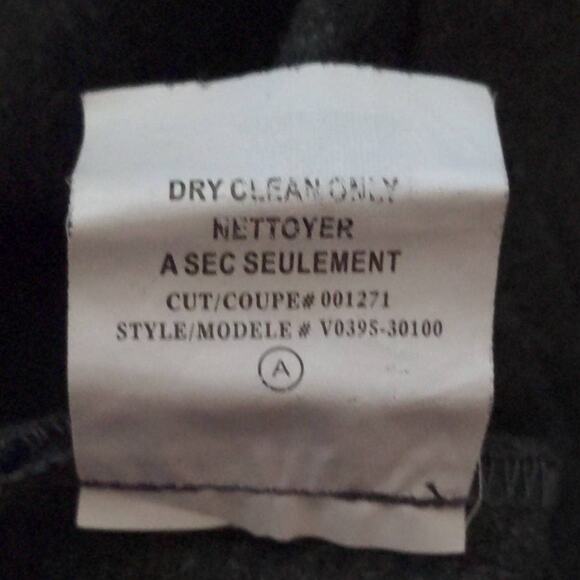 DRY CLEAN ONLY
NETTOYER
A SEC SEULEMENT
CUT/COUPE# 001271
STYLE/MODELE # V0395-30100
A